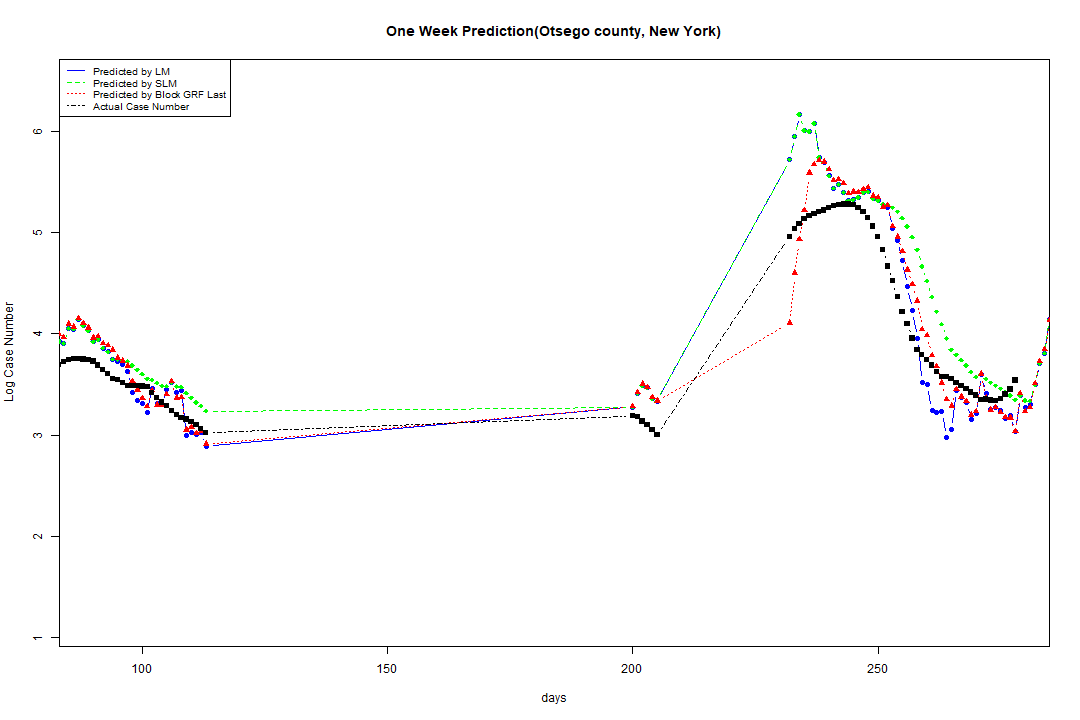 One Week Prediction(Otsego county, New York)
Predicted by LM
Predicted by SLM
Predicted by Block GRF Last
Actual Case Number
6
5
4
3
2
1
Log Case Number
100 150 200 250
days